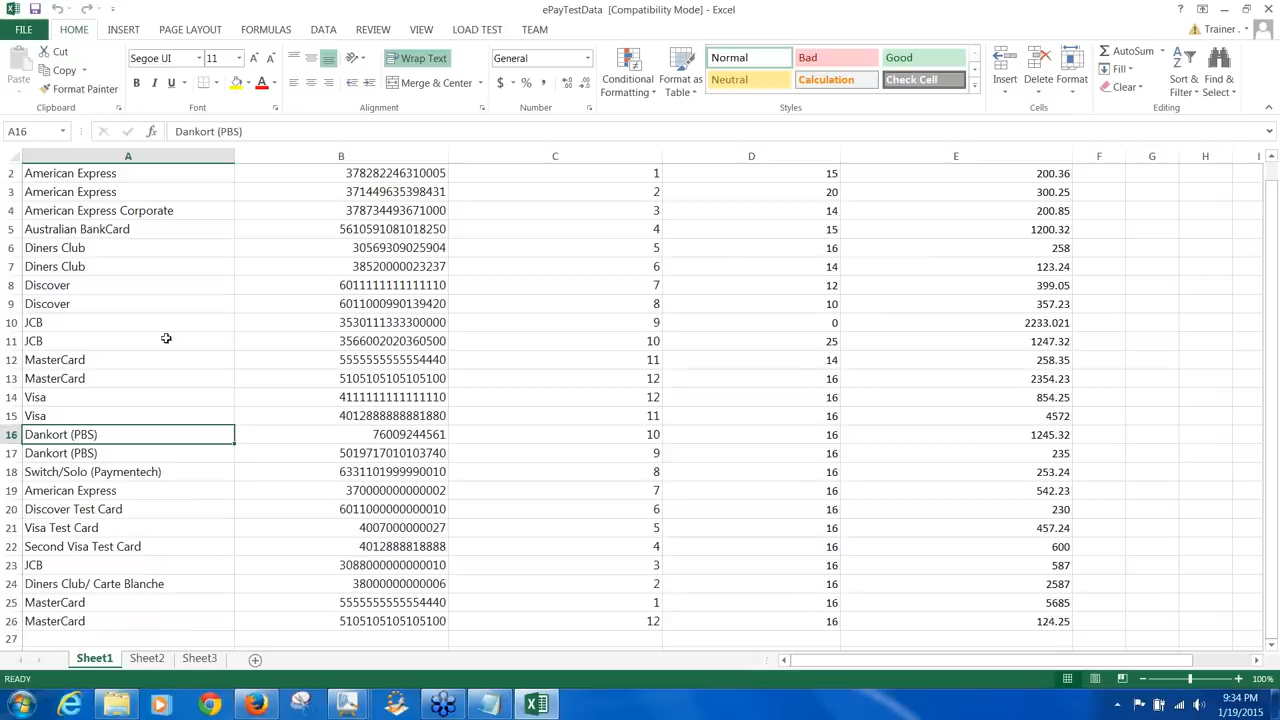 ePayTestData [Compatibility Mode] - Excel
FILE HOME INSERT PAGE LAYOUT FORMULAS DATA REVIEW VIEW LOAD TEST TEAM Trainer .
Cut
Copy
Format Painter
Paste
Clipboard
Segoe UI 11
B I U
Font
Wrap Text
Merge & Center
Alignment
General
$ % ,
Number
Conditional Formatting
Format as Table
Normal Bad Good
Neutral Calculation Check Cell
Styles
Insert Delete Format
Cells
AutoSum
Fill
Clear
Sort & Filter
Find & Select
Editing
A16 fx Dankort (PBS)
A B C D E F G H I
2 American Express 378282246310005 1 15 200.36
3 American Express 371449635398431 2 20 300.25
4 American Express Corporate 378734493671000 3 14 200.85
5 Australian BankCard 5610591081018250 4 15 1200.32
6 Diners Club 30569309025904 5 16 258
7 Diners Club 38520000023237 6 14 123.24
8 Discover 6011111111111110 7 12 399.05
9 Discover 6011000990139420 8 10 357.23
10 JCB 3530111333300000 9 0 2233.021
11 JCB 3566002020360500 10 25 1247.32
12 MasterCard 5555555555554440 11 14 258.35
13 MasterCard 5105105105105100 12 16 2354.23
14 Visa 4111111111111110 12 16 854.25
15 Visa 4012888888881880 11 16 4572
16 Dankort (PBS) 76009244561 10 16 1245.32
17 Dankort (PBS) 5019717010103740 9 16 235
18 Switch/Solo (Paymentech) 6331101999990010 8 16 253.24
19 American Express 370000000000002 7 16 542.23
20 Discover Test Card 6011000000000010 6 16 230
21 Visa Test Card 4007000000027 5 16 457.24
22 Second Visa Test Card 4012888818888 4 16 600
23 JCB 3088000000000010 3 16 587
24 Diners Club/ Carte Blanche 38000000000006 2 16 2587
25 MasterCard 5555555555554440 1 16 5685
26 MasterCard 5105105105105100 12 16 124.25
27
Sheet1 Sheet2 Sheet3
READY 100%
9:34 PM
1/19/2015